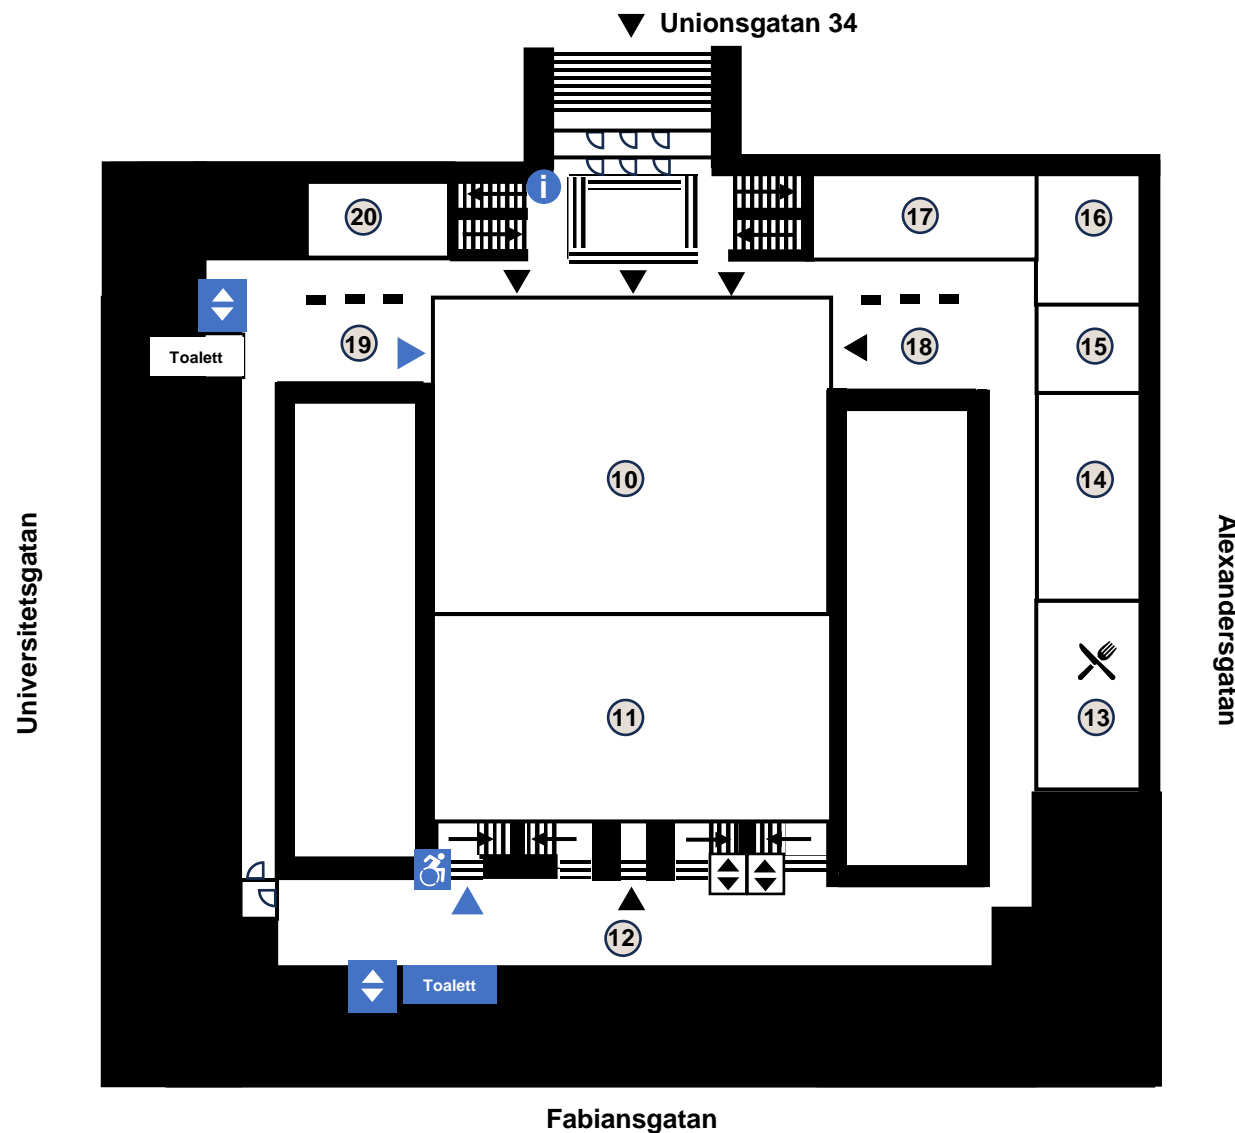 Unionsgatan 34
i
20
17
16
19
18
15
Toalett
10
14
Universitetsgatan
Alexandersgatan
11
13
12
Toalett
Fabiansgatan